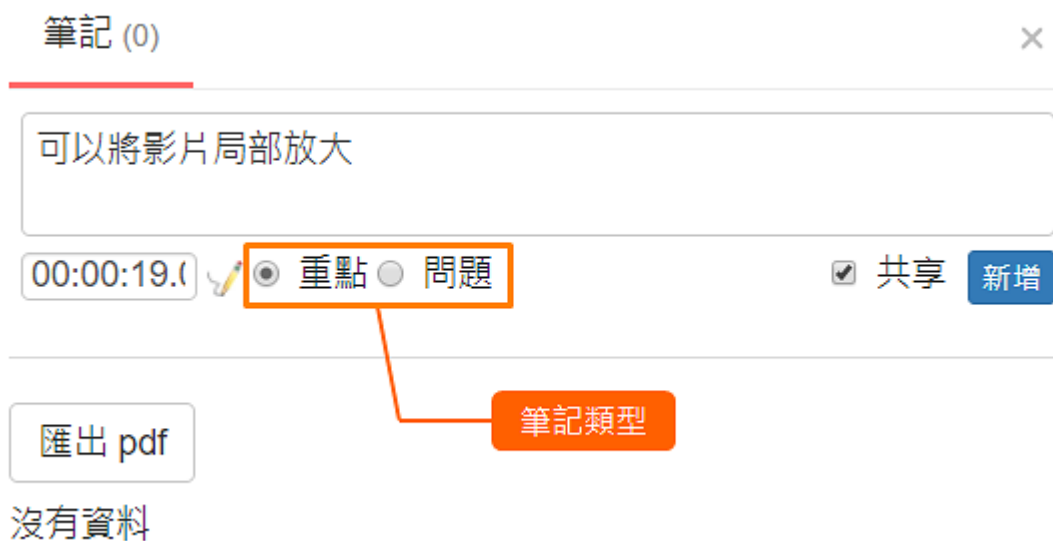 筆記 (0)
×
可以將影片局部放大
00:00:19.0 重點 問題 共享 新增
筆記類型
匯出 pdf
沒有資料